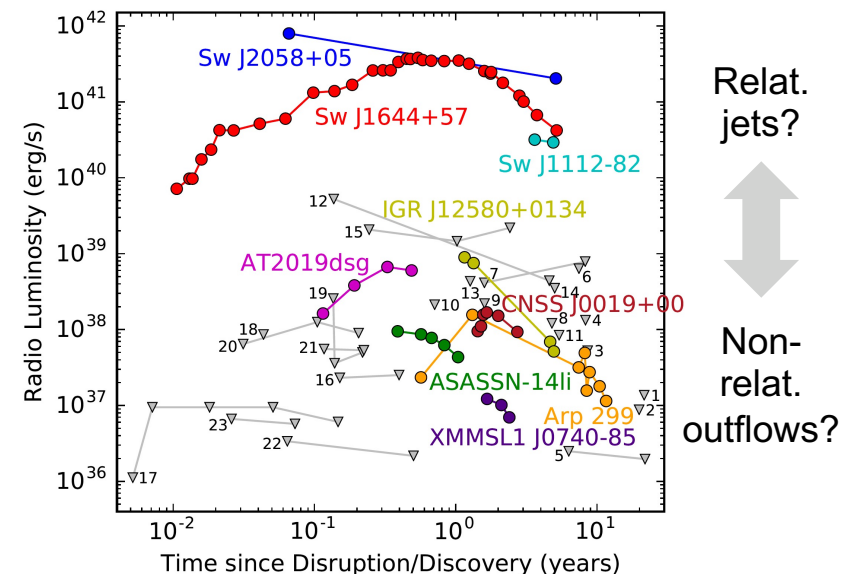 10^42
Sw J2058+05
10^41
Sw J1644+57
Sw J1112-82
10^40
12
IGR J12580+0134
15
10^39
AT2019dsg
7
6
13
14
19
10
9
CNSS J0019+00
18
8
4
10^38
20
11
21
3
16
ASASSN-14li
10^37
1
2
23
Arp 299
22
XMMSL1 J0740-85
5
10^36
17
10^-2
10^-1
10^0
10^1
Time since Disruption/Discovery (years)
Radio Luminosity (erg/s)
Relat.
jets?
Non-
relat.
outflows?